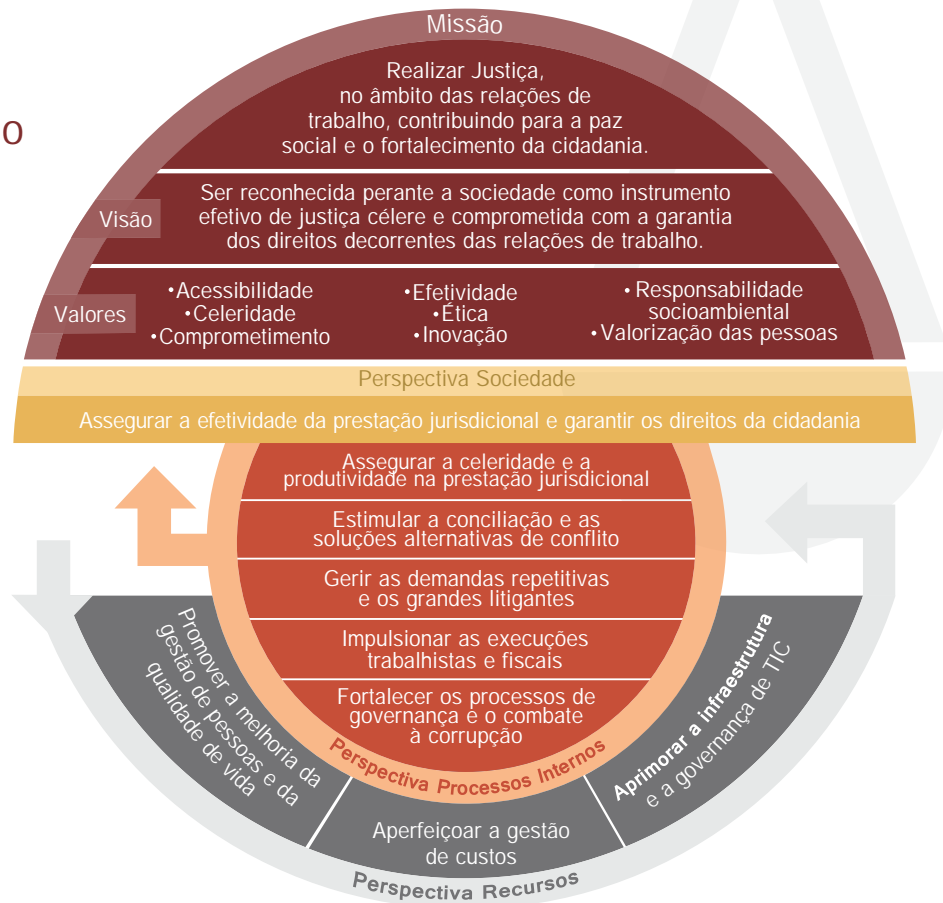 Missão
Realizar Justiça,
no âmbito das relações de
trabalho, contribuindo para a paz
social e o fortalecimento da cidadania.
o
Visão
Ser reconhecida perante a sociedade como instrumento
efetivo de justiça célere e comprometida com a garantia
dos direitos decorrentes das relações de trabalho.
Valores
•Acessibilidade
•Celeridade
•Comprometimento
•Efetividade
•Ética
•Inovação
• Responsabilidade
socioambiental
•Valorização das pessoas
Perspectiva Sociedade
Assegurar a efetividade da prestação jurisdicional e garantir os direitos da cidadania
Assegurar a celeridade e a
produtividade na prestação jurisdicional
Estimular a conciliação e as
soluções alternativas de conflito
Gerir as demandas repetitivas
e os grandes litigantes
Impulsionar as execuções
trabalhistas e fiscais
Fortalecer os processos de
governança e o combate
à corrupção
Perspectiva Processos Internos
Promover a melhoria da
gestão de pessoas e da
qualidade de vida
Aperfeiçoar a gestão
de custos
Aprimorar a infraestrutura
e a governança de TIC
Perspectiva Recursos